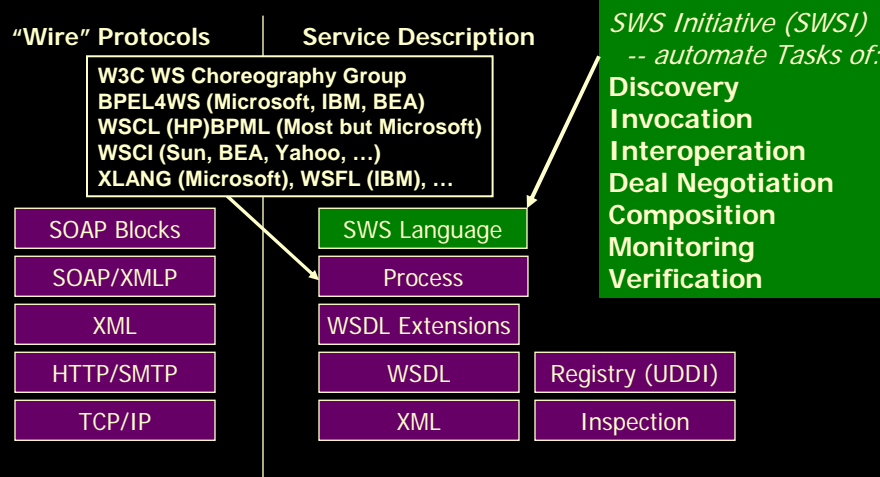 “Wire” Protocols
Service Description
W3C WS Choreography Group
BPEL4WS (Microsoft, IBM, BEA)
WSCL (HP)BPML (Most but Microsoft)
WSCI (Sun, BEA, Yahoo, …)
XLANG (Microsoft), WSFL (IBM), …
SWS Initiative (SWSI)
-- automate Tasks of:
Discovery
Invocation
Interoperation
Deal Negotiation
Composition
Monitoring
Verification
SOAP Blocks
SOAP/XMLP
XML
HTTP/SMTP
TCP/IP
SWS Language
Process
WSDL Extensions
WSDL
XML
Registry (UDDI)
Inspection